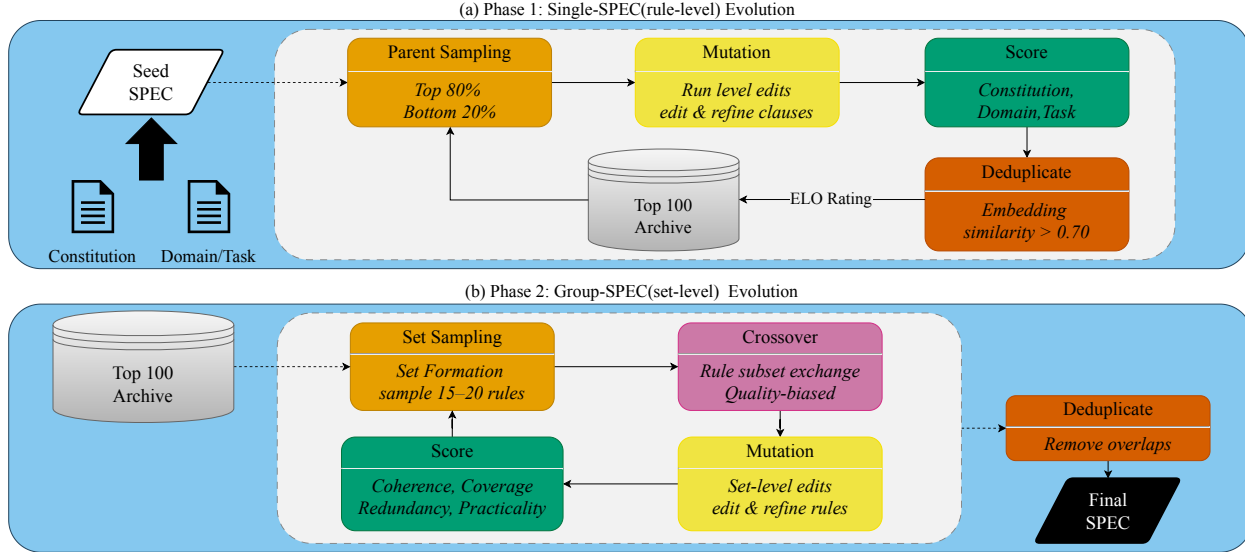 (a) Phase 1: Single-SPEC(rule-level) Evolution
Seed
SPEC
Constitution
Domain/Task
Parent Sampling
Top 80%
Bottom 20%
Mutation
Run level edits
edit & refine clauses
Score
Constitution,
Domain,Task
Deduplicate
Embedding
similarity > 0.70
ELO Rating
Top 100
Archive
(b) Phase 2: Group-SPEC(set-level) Evolution
Top 100
Archive
Set Sampling
Set Formation
sample 15–20 rules
Crossover
Rule subset exchange
Quality-biased
Mutation
Set-level edits
edit & refine rules
Score
Coherence, Coverage
Redundancy, Practicality
Deduplicate
Remove overlaps
Final
SPEC